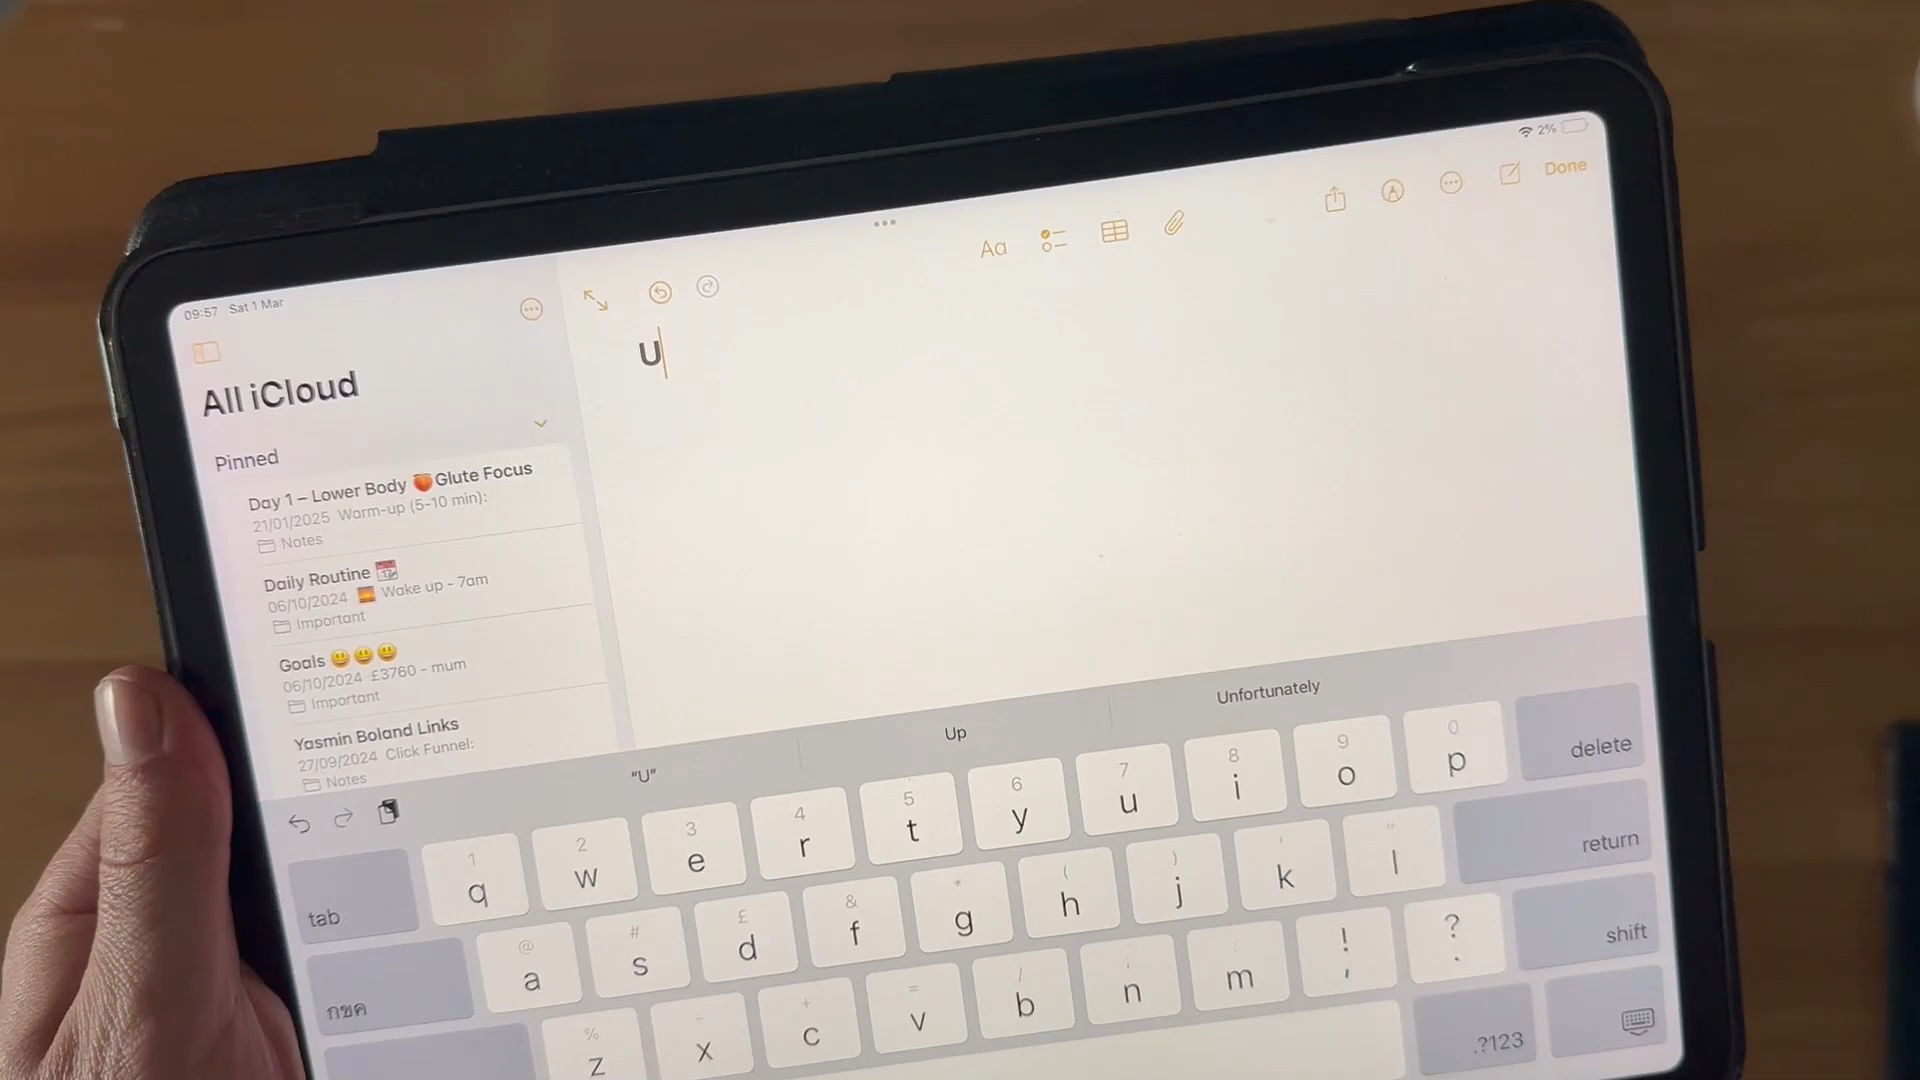 09:57 Sat 1 Mar
2%
Done
Aa
All iCloud
Pinned
Day 1 – Lower Body 🍑Glute Focus
21/01/2025 Warm-up (5-10 min):
Notes
Daily Routine 📆
06/10/2024 🌅 Wake up - 7am
Important
Goals 😃😃😃
06/10/2024 £3760 - mum
Important
Yasmin Boland Links
27/09/2024 Click Funnel:
Notes
U
“U” Up Unfortunately
1 2 3 4 5 6 7 8 9 0
tab q w e r t y u i o p delete
@ # £ & * ( ) ' "
กขค a s d f g h j k l return
% - + = / ; : ! ?
z x c v b n m , . shift
.?123